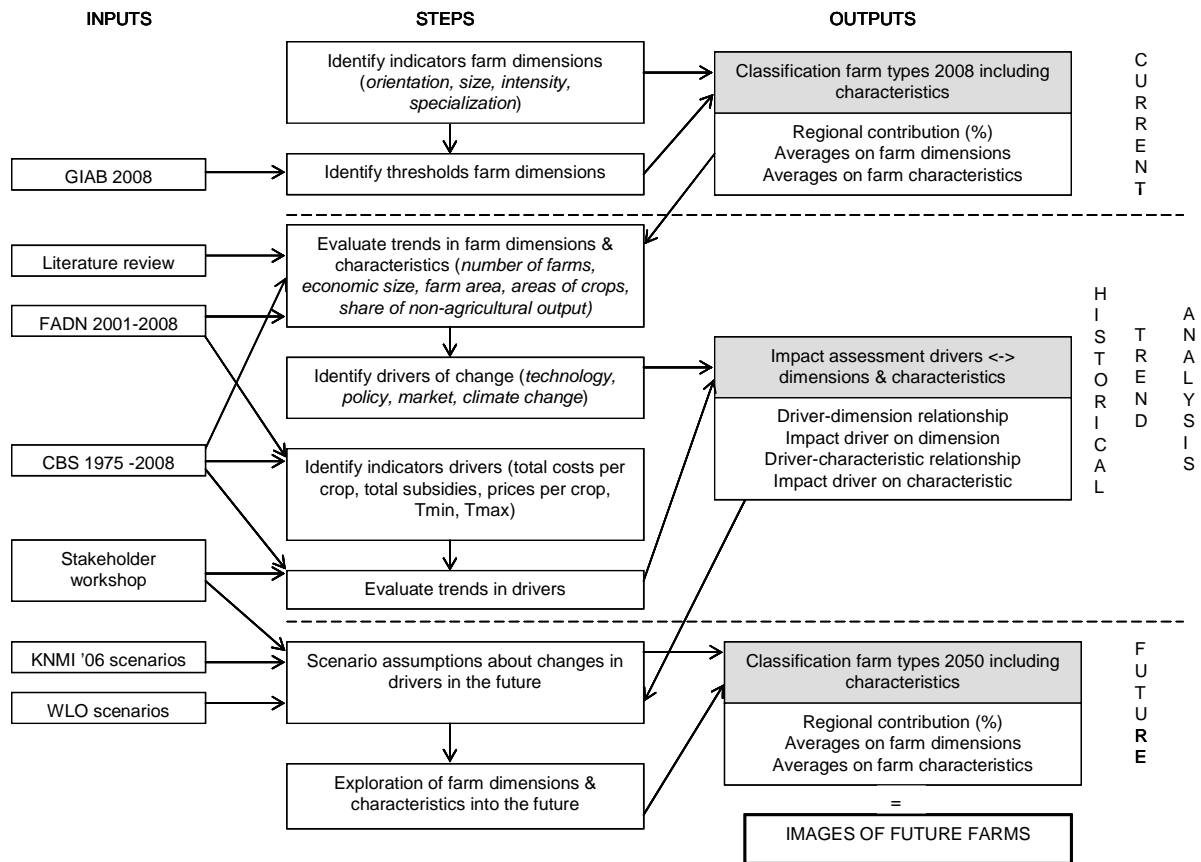 INPUTS
STEPS
OUTPUTS
Identify indicators farm dimensions
(orientation, size, intensity,
specialization)
Classification farm types 2008 including
characteristics
Regional contribution (%)
Averages on farm dimensions
Averages on farm characteristics
CURRENT
GIAB 2008
Identify thresholds farm dimensions
Literature review
FADN 2001-2008
CBS 1975 -2008
Evaluate trends in farm dimensions &
characteristics (number of farms,
economic size, farm area, areas of crops,
share of non-agricultural output)
Identify drivers of change (technology,
policy, market, climate change)
Identify indicators drivers (total costs per
crop, total subsidies, prices per crop,
Tmin, Tmax)
Impact assessment drivers <->
dimensions & characteristics
Driver-dimension relationship
Impact driver on dimension
Driver-characteristic relationship
Impact driver on characteristic
HISTORICAL
TREND
ANALYSIS
Stakeholder
workshop
Evaluate trends in drivers
KNMI '06 scenarios
WLO scenarios
Scenario assumptions about changes in
drivers in the future
Exploration of farm dimensions &
characteristics into the future
Classification farm types 2050 including
characteristics
Regional contribution (%)
Averages on farm dimensions
Averages on farm characteristics
=
IMAGES OF FUTURE FARMS
FUTURE